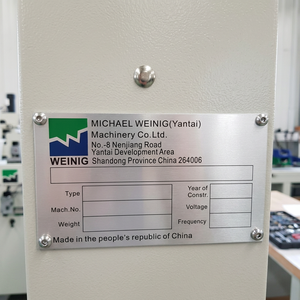 MICHAEL WEINIG(Yantai)
Machinery Co.Ltd.
No.-8 Nenjiang Road
Yantai Development Area
Shandong Province China 264006
WEINIG
Type
Year of
Constr.
Mach.No.
Voltage
Weight
Frequency
Made in the people's republic of China